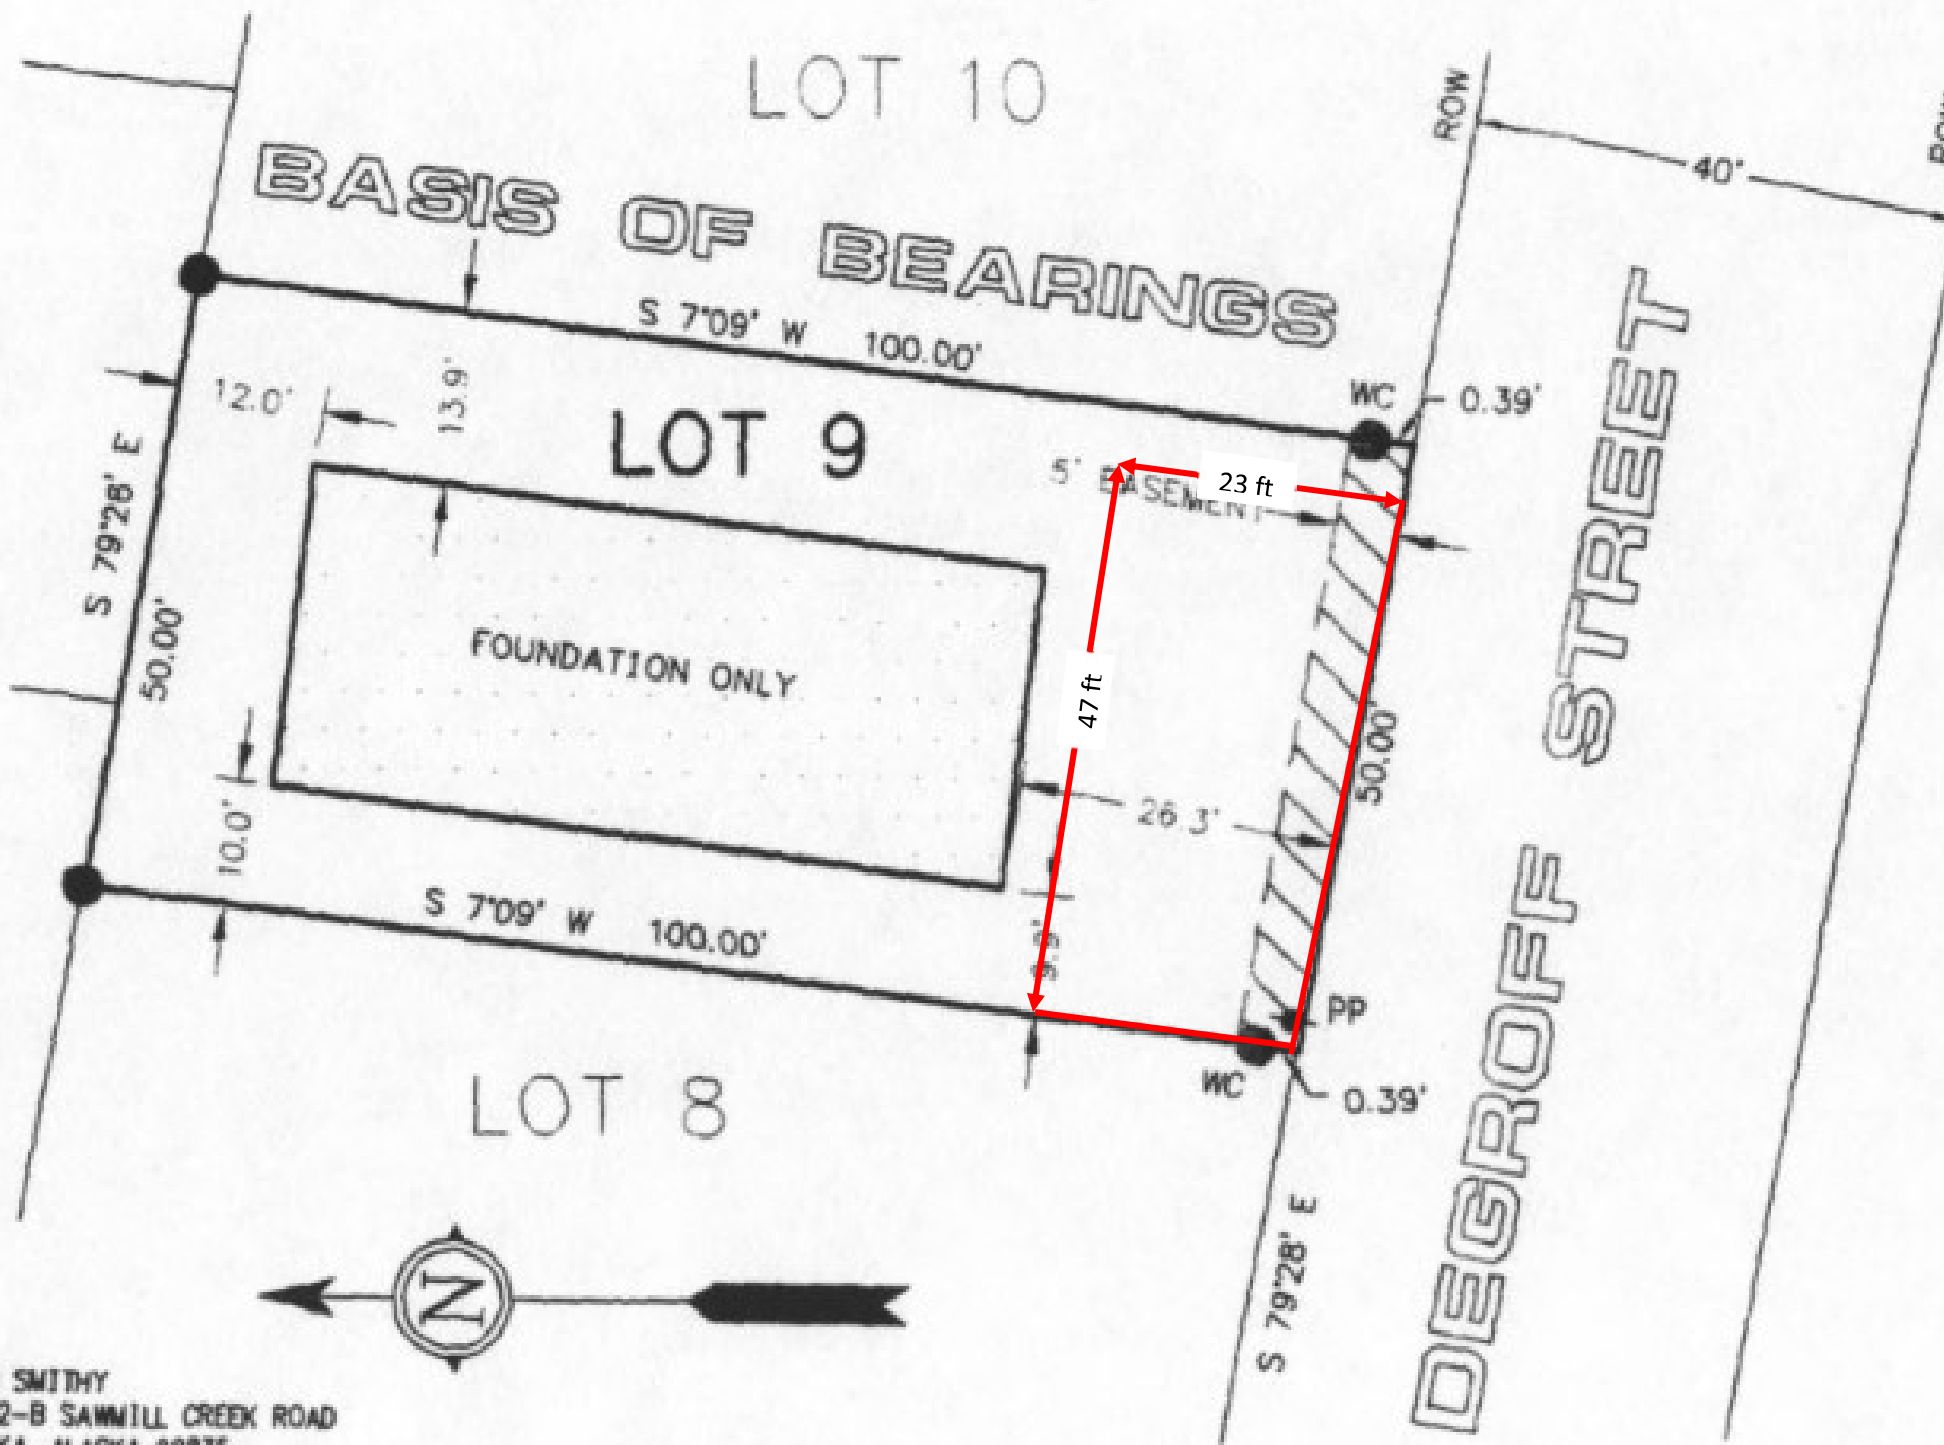 LOT 10
ROW
40'
BASIS OF BEARINGS
S 7°09' W 100.00'
WC
0.39'
12.0'
13.9'
LOT 9
5' EASEMENT
23 ft
S 79°28' E
50.00'
FOUNDATION ONLY
47 ft
50.00'
26.3'
10.0'
9.9'
S 7°09' W 100.00'
PP
WC
0.39'
LOT 8
DEGROFF STREET
S 79°28' E
N
SMITHY
2-B SAWMILL CREEK ROAD